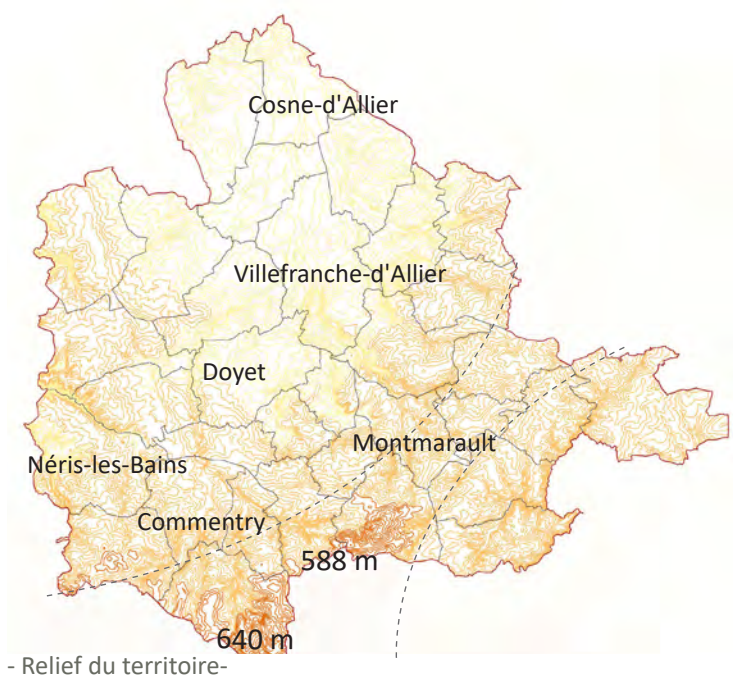 Cosne-d'Allier
Villefranche-d'Allier
Doyet
Montmarault
Néris-les-Bains
Commentry
588 m
640 m
- Relief du territoire-